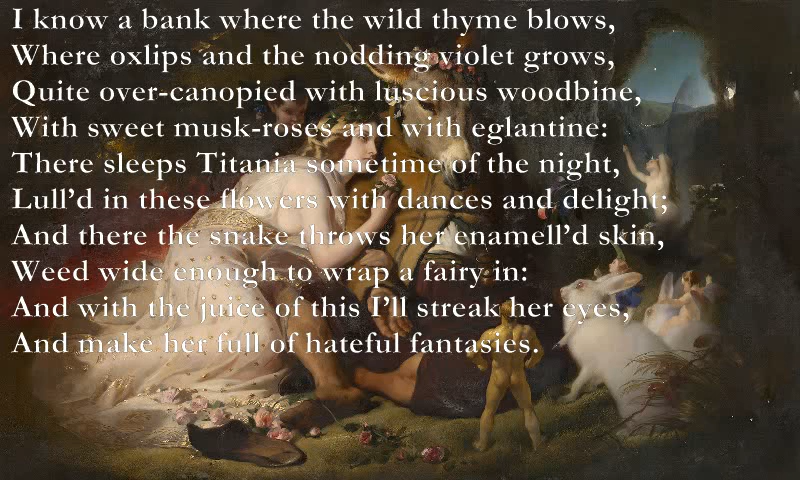 I know a bank where the wild thyme blows,
Where oxlips and the nodding violet grows,
Quite over-canopied with luscious woodbine,
With sweet musk-roses and with eglantine:
There sleeps Titania sometime of the night,
Lull’d in these flowers with dances and delight;
And there the snake throws her enamell’d skin,
Weed wide enough to wrap a fairy in:
And with the juice of this I’ll streak her eyes,
And make her full of hateful fantasies.